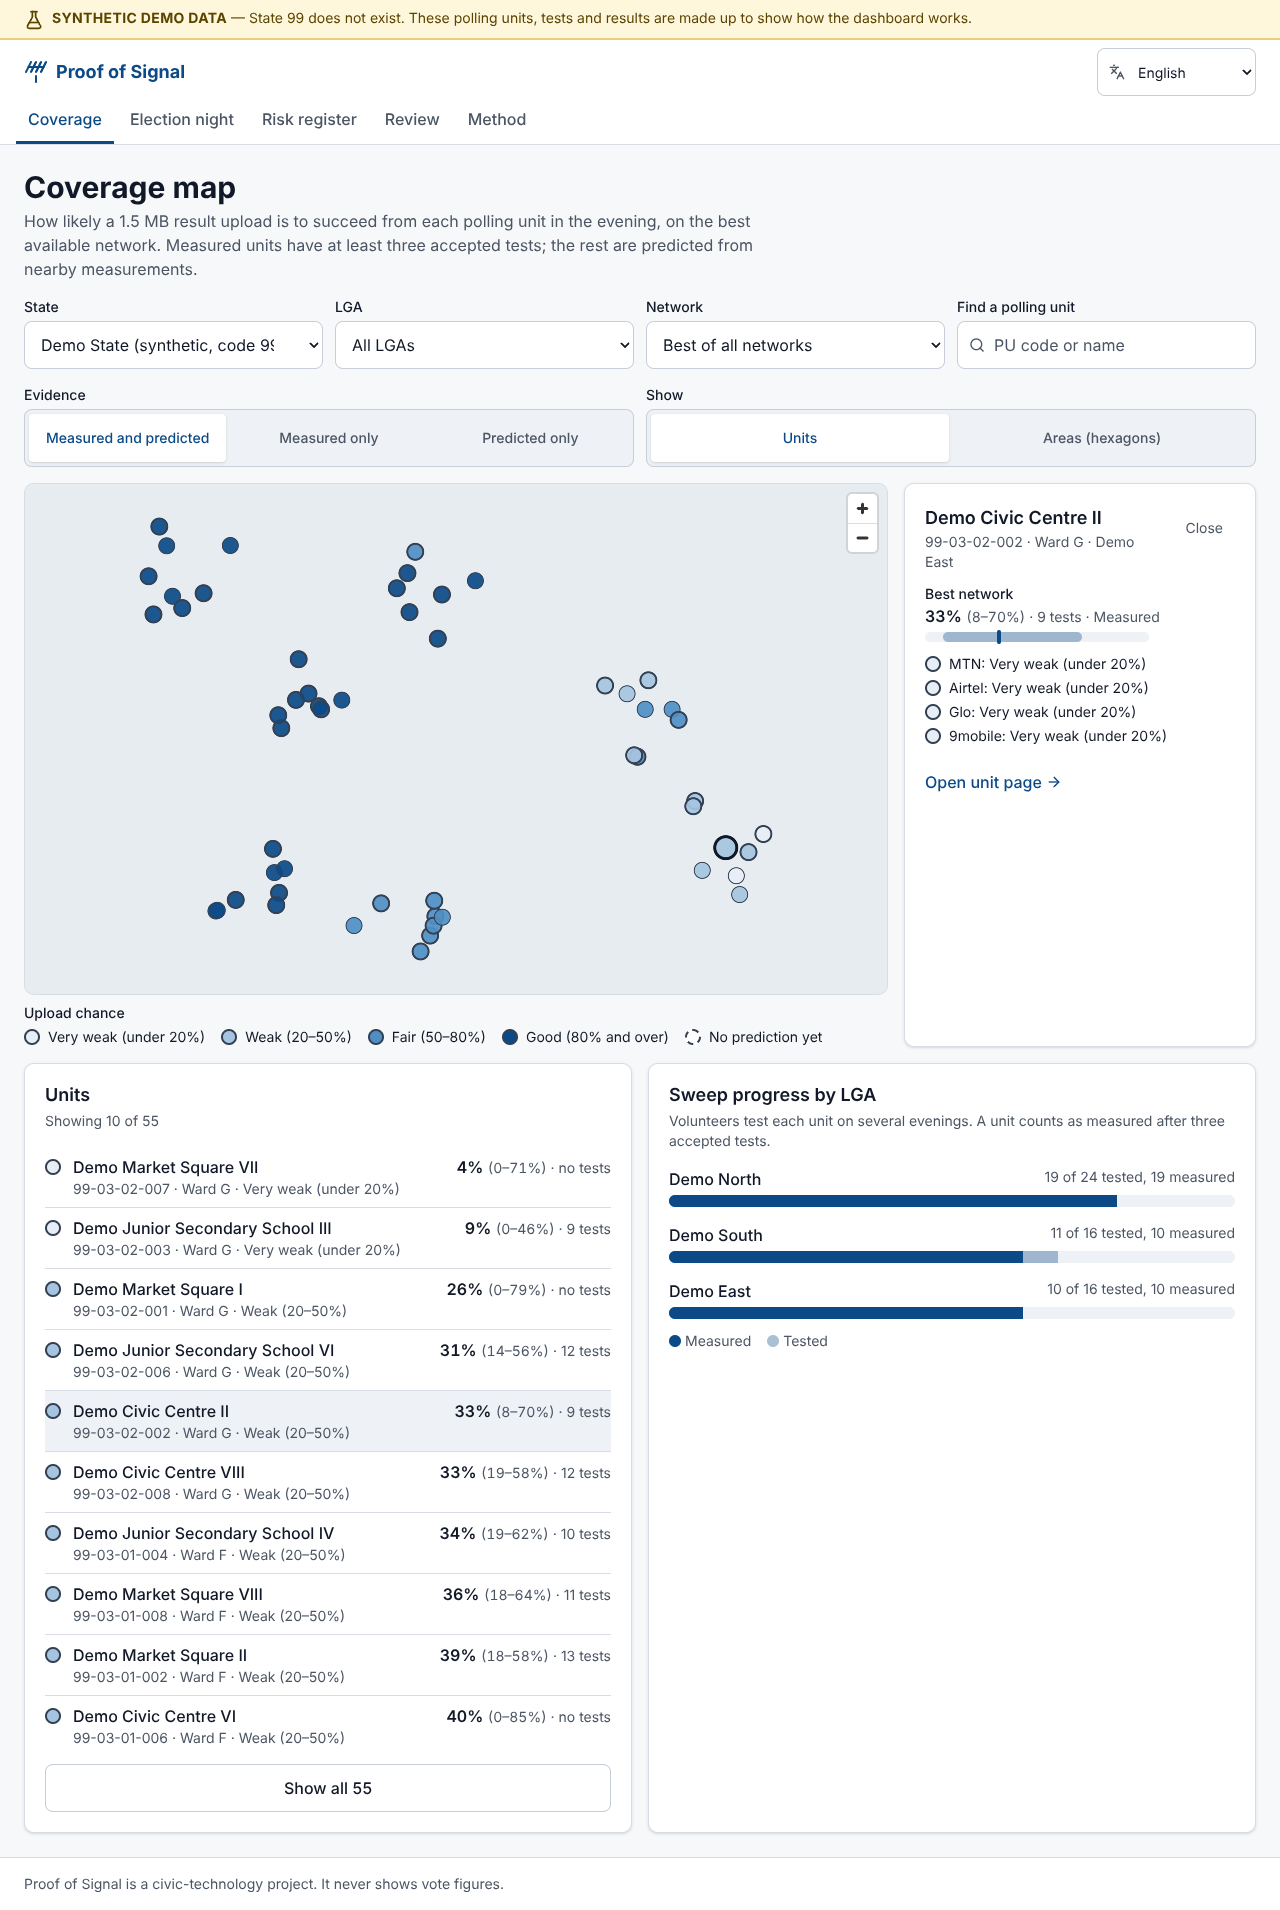 SYNTHETIC DEMO DATA — State 99 does not exist. These polling units, tests and results are made up to show how the dashboard works.
Proof of Signal
English
Coverage
Election night
Risk register
Review
Method
Coverage map
How likely a 1.5 MB result upload is to succeed from each polling unit in the evening, on the best
available network. Measured units have at least three accepted tests; the rest are predicted from
nearby measurements.
State
LGA
Network
Find a polling unit
Demo State (synthetic, code 99
All LGAs
Best of all networks
PU code or name
Evidence
Show
Measured and predicted
Measured only
Predicted only
Units
Areas (hexagons)
Demo Civic Centre II
Close
99-03-02-002 · Ward G · Demo
East
Best network
33% (8–70%) · 9 tests · Measured
MTN: Very weak (under 20%)
Airtel: Very weak (under 20%)
Glo: Very weak (under 20%)
9mobile: Very weak (under 20%)
Open unit page →
Upload chance
Very weak (under 20%)
Weak (20–50%)
Fair (50–80%)
Good (80% and over)
No prediction yet
Units
Showing 10 of 55
Demo Market Square VII
4% (0–71%) · no tests
99-03-02-007 · Ward G · Very weak (under 20%)
Demo Junior Secondary School III
9% (0–46%) · 9 tests
99-03-02-003 · Ward G · Very weak (under 20%)
Demo Market Square I
26% (0–79%) · no tests
99-03-02-001 · Ward G · Weak (20–50%)
Demo Junior Secondary School VI
31% (14–56%) · 12 tests
99-03-02-006 · Ward G · Weak (20–50%)
Demo Civic Centre II
33% (8–70%) · 9 tests
99-03-02-002 · Ward G · Weak (20–50%)
Demo Civic Centre VIII
33% (19–58%) · 12 tests
99-03-02-008 · Ward G · Weak (20–50%)
Demo Junior Secondary School IV
34% (19–62%) · 10 tests
99-03-01-004 · Ward F · Weak (20–50%)
Demo Market Square VIII
36% (18–64%) · 11 tests
99-03-01-008 · Ward F · Weak (20–50%)
Demo Market Square II
39% (18–58%) · 13 tests
99-03-01-002 · Ward F · Weak (20–50%)
Demo Civic Centre VI
40% (0–85%) · no tests
99-03-01-006 · Ward F · Weak (20–50%)
Show all 55
Sweep progress by LGA
Volunteers test each unit on several evenings. A unit counts as measured after three
accepted tests.
Demo North
19 of 24 tested, 19 measured
Demo South
11 of 16 tested, 10 measured
Demo East
10 of 16 tested, 10 measured
Measured
Tested
Proof of Signal is a civic-technology project. It never shows vote figures.